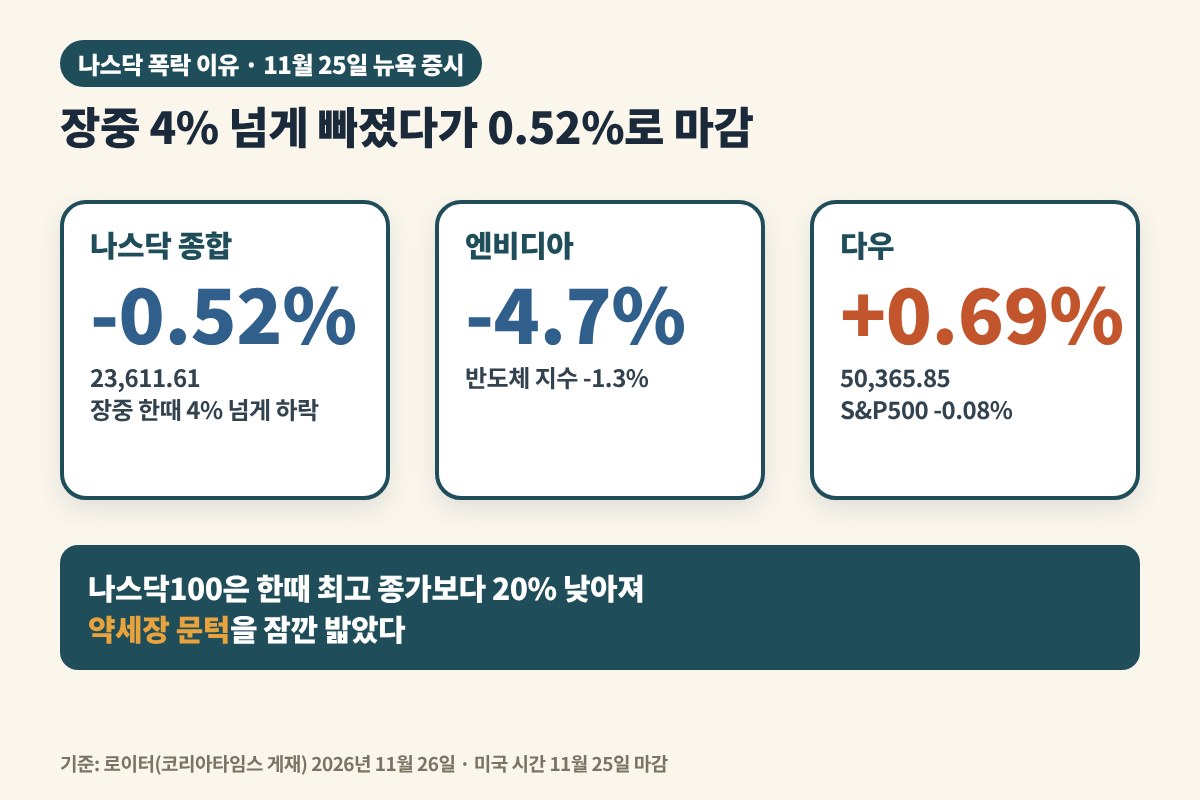 나스닥 폭락 이유 · 11월 25일 뉴욕 증시
장중 4% 넘게 빠졌다가 0.52%로 마감
나스닥 종합
-0.52%
23,611.61
장중 한때 4% 넘게 하락
엔비디아
-4.7%
반도체 지수 -1.3%
다우
+0.69%
50,365.85
S&P500 -0.08%
나스닥100은 한때 최고 종가보다 20% 낮아져
약세장 문턱을 잠깐 밟았다
기준: 로이터(코리아타임스 게재) 2026년 11월 26일 · 미국 시간 11월 25일 마감